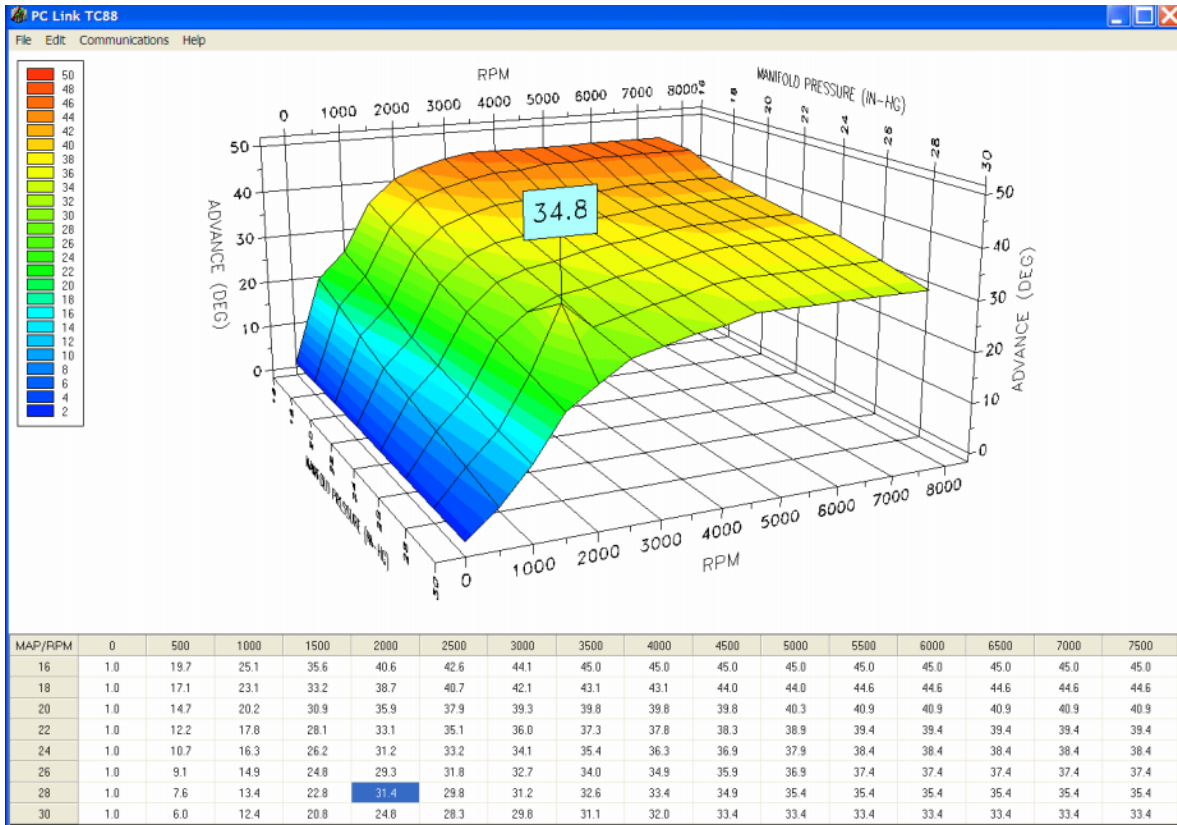 PC Link TC88
File Edit Communications Help
50
48
46
44
42
40
38
36
34
32
30
28
26
24
22
20
18
16
14
12
10
8
6
4
2
RPM
0 1000 2000 3000 4000 5000 6000 7000 8000
MANIFOLD PRESSURE (IN-HG)
16 18 20 22 24 26 28 30
ADVANCE (DEG)
50
40
30
20
10
0
34.8
50
40
30
20
10
0
ADVANCE (DEG)
MANIFOLD PRESSURE (IN-HG)
0 1000 2000 3000 4000 5000 6000 7000 8000
RPM
MAP/RPM 0 500 1000 1500 2000 2500 3000 3500 4000 4500 5000 5500 6000 6500 7000 7500
16 1.0 19.7 25.1 35.6 40.6 42.6 44.1 45.0 45.0 45.0 45.0 45.0 45.0 45.0 45.0 45.0
18 1.0 17.1 23.1 33.2 38.7 40.7 42.1 43.1 43.1 44.0 44.0 44.6 44.6 44.6 44.6 44.6
20 1.0 14.7 20.2 30.9 35.9 37.9 39.3 39.8 39.8 39.8 40.3 40.9 40.9 40.9 40.9 40.9
22 1.0 12.2 17.8 28.1 33.1 35.1 36.0 37.3 37.8 38.3 38.9 39.4 39.4 39.4 39.4 39.4
24 1.0 10.7 16.3 26.2 31.2 33.2 34.1 35.4 36.3 36.9 37.9 38.4 38.4 38.4 38.4 38.4
26 1.0 9.1 14.9 24.8 29.3 31.8 32.7 34.0 34.9 35.9 36.9 37.4 37.4 37.4 37.4 37.4
28 1.0 7.6 13.4 22.8 31.4 29.8 31.2 32.6 33.4 34.9 35.4 35.4 35.4 35.4 35.4 35.4
30 1.0 6.0 12.4 20.8 24.8 28.3 29.8 31.1 32.0 33.4 33.4 33.4 33.4 33.4 33.4 33.4